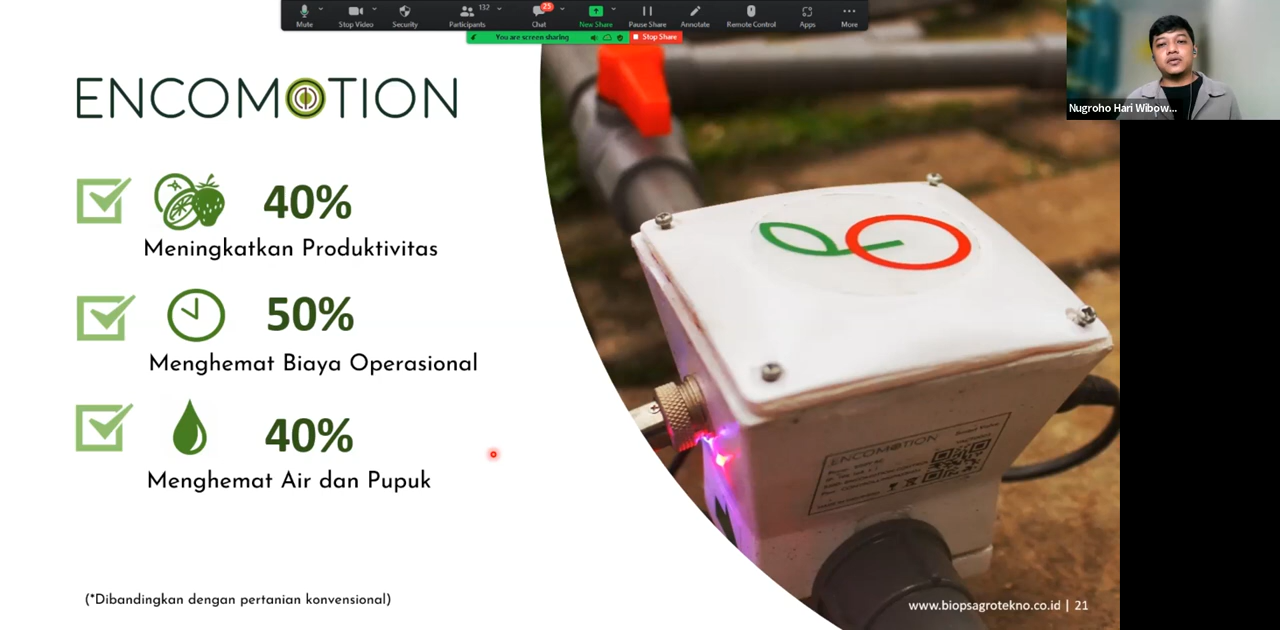 Mute
Stop Video
Security
Participants
132
Chat
25
New Share
Pause Share
Annotate
Remote Control
Apps
More
You are screen sharing
Stop Share
Nugroho Hari Wibow...
ENCOMOTION
40%
Meningkatkan Produktivitas
50%
Menghemat Biaya Operasional
40%
Menghemat Air dan Pupuk
(*Dibandingkan dengan pertanian konvensional)
ENCOMOTION
www.biopsagrotekno.co.id | 21